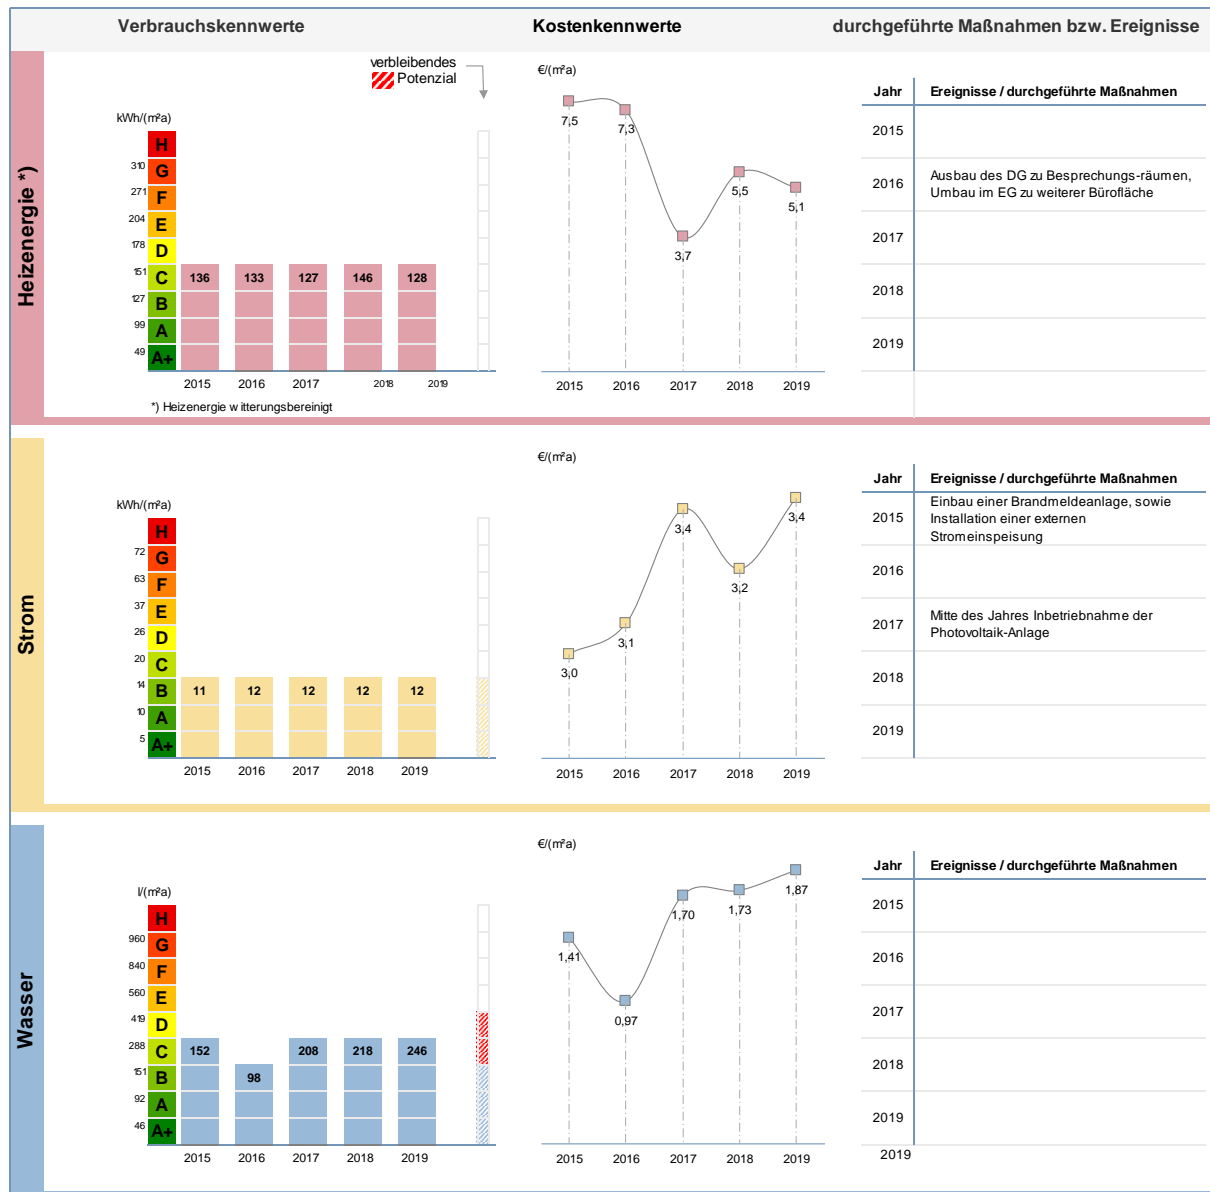 Verbrauchskennwerte
Kostenkennwerte
durchgeführte Maßnahmen bzw. Ereignisse
Heizenergie *)
verbleibendes
Potenzial
kWh/(m²a)
H
310
G
271
F
204
E
178
D
151
C
127
B
99
A
49
A+
136
133
127
146
128
2015
2016
2017
2018
2019
*) Heizenergie witterungsbereinigt
€/(m²a)
7,5
7,3
3,7
5,5
5,1
2015
2016
2017
2018
2019
Jahr
Ereignisse / durchgeführte Maßnahmen
2015
2016
Ausbau des DG zu Besprechungs-räumen,
Umbau im EG zu weiterer Bürofläche
2017
2018
2019
Strom
kWh/(m²a)
H
72
G
63
F
37
E
26
D
20
C
14
B
10
A
5
A+
11
12
12
12
12
2015
2016
2017
2018
2019
€/(m²a)
3,0
3,1
3,4
3,2
3,4
2015
2016
2017
2018
2019
Jahr
Ereignisse / durchgeführte Maßnahmen
2015
Einbau einer Brandmeldeanlage, sowie
Installation einer externen
Stromeinspeisung
2016
2017
Mitte des Jahres Inbetriebnahme der
Photovoltaik-Anlage
2018
2019
Wasser
l/(m²a)
H
960
G
840
F
560
E
419
D
288
C
151
B
92
A
46
A+
152
98
208
218
246
2015
2016
2017
2018
2019
€/(m²a)
1,41
0,97
1,70
1,73
1,87
2015
2016
2017
2018
2019
Jahr
Ereignisse / durchgeführte Maßnahmen
2015
2016
2017
2018
2019
2019